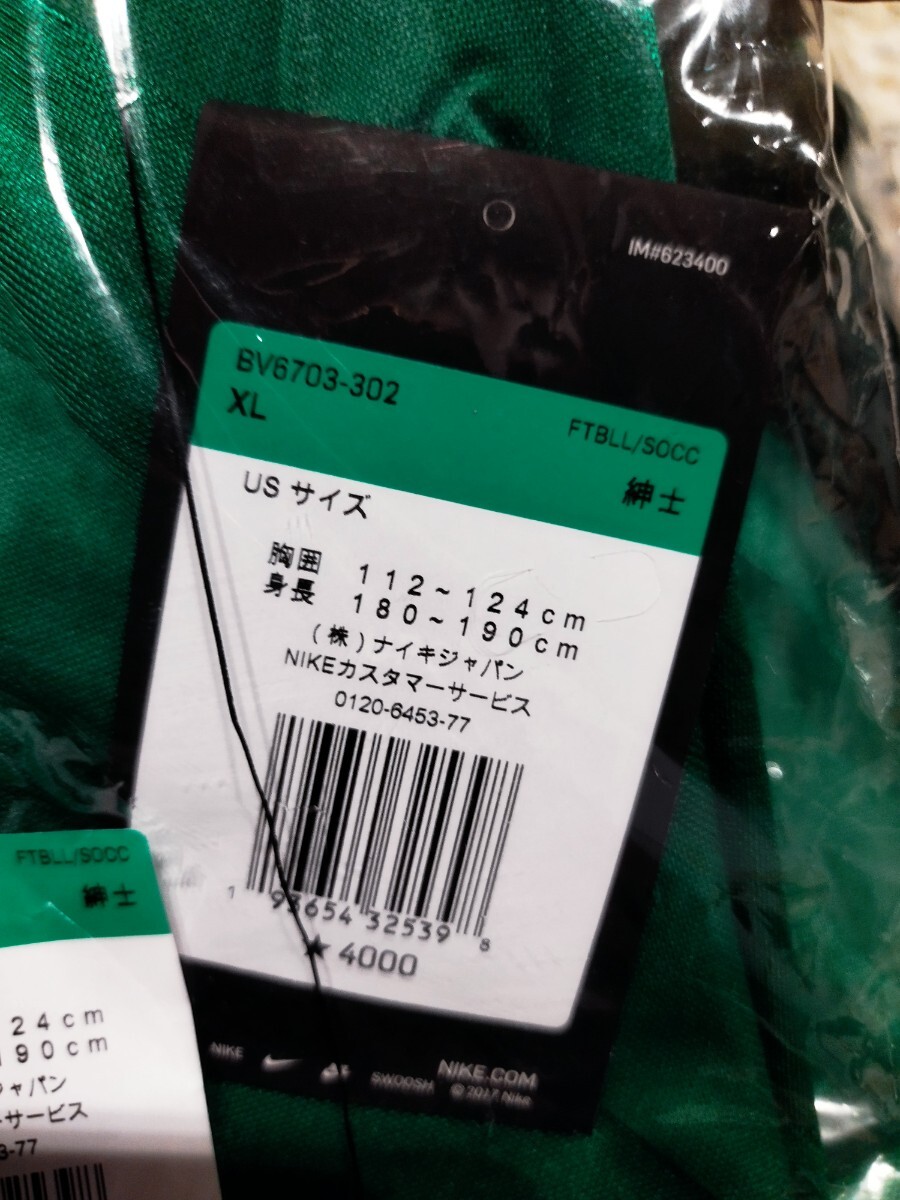 IM#623400
BV6703-302
XL
FTBLL/SOCC
紳士
US サイズ
胸囲 112~124cm
身長 180~190cm
(株)ナイキジャパン
NIKEカスタマーサービス
0120-6453-77
1 93654 32539 8
★ 4000
NIKE
SWOOSH
NIKE.COM
© 2017 Nike
FTBLL/SOCC
紳士
24cm
190cm
ジャパン
サービス
3-77